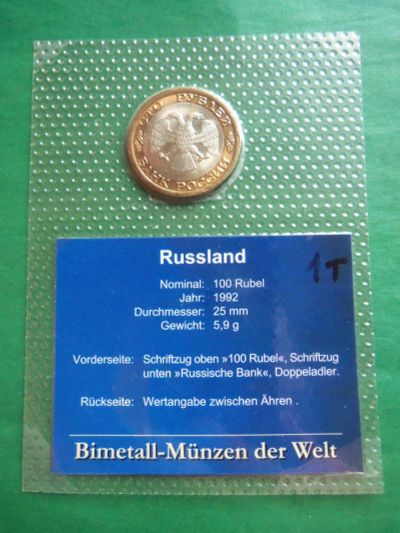 СТО РУБЛЕЙ
БАНК РОССИИ
Russland
1т
Nominal: 100 Rubel
Jahr: 1992
Durchmesser: 25 mm
Gewicht: 5,9 g
Vorderseite: Schriftzug oben »100 Rubel«, Schriftzug
unten »Russische Bank«, Doppeladler.
Rückseite: Wertangabe zwischen Ähren .
Bimetall-Münzen der Welt